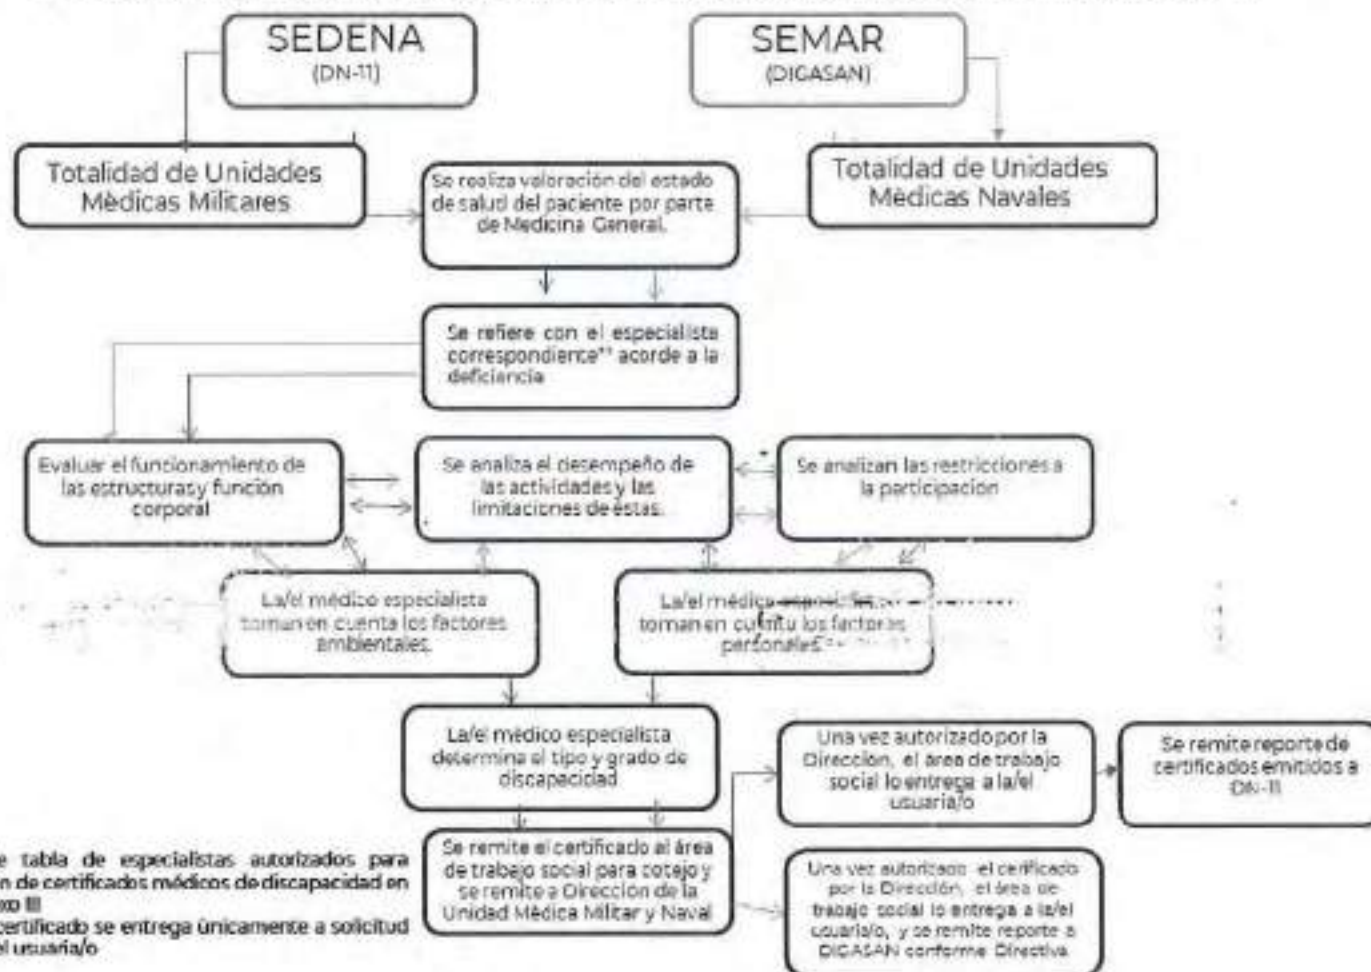 SEDENA
(DN-11)
SEMAR
(DIGASAN)
Totalidad de Unidades
Mèdicas Militares
Se realiza valoración del estado
de salud del paciente por parte
de Medicina General.
Totalidad de Unidades
Mèdicas Navales
Se refiere con el especialista
correspondiente** acorde a la
deficiencia
Evaluar el funcionamiento de
las estructuras y función
corporal
Se analiza el desempeño de
las actividades y las
limitaciones de éstas.
Se analizan las restricciones a
la participación
La/el médico especialista
toman en cuenta los factores
ambientales.
La/el médico especialista
toman en cuenta los factores
personales.
La/el médico especialista
determina el tipo y grado de
discapacidad
Una vez autorizado por la
Dirección, el área de trabajo
social lo entrega a la/el
usuaria/o
Se remite reporte de
certificados emitidos a
DN-11
Se remite el certificado al área
de trabajo social para cotejo y
se remite a Dirección de la
Unidad Médica Militar y Naval
Una vez autorizado el certificado
por la Dirección, el área de
trabajo social lo entrega a la/el
usuaria/o, y se remite reporte a
DIGASAN conforme Directiva
tabla de especialistas autorizados para
de certificados médicos de discapacidad en
III
certificado se entrega únicamente a solicitud
usuaria/o